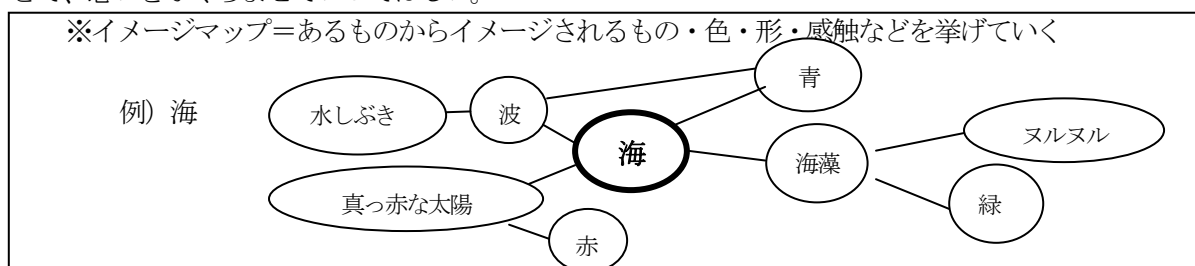 ※イメージマップ=あるものからイメージされるもの・色・形・感触などを挙げていく
例) 海
水しぶき
波
青
海
海藻
ヌルヌル
真っ赤な太陽
赤
緑